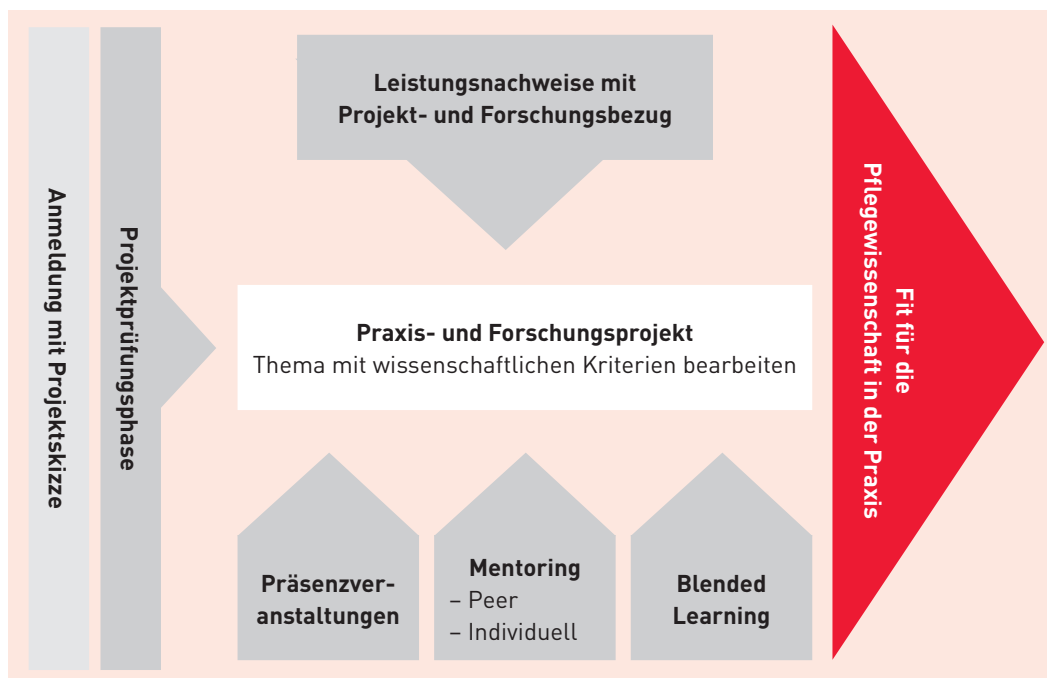 Anmeldung mit Projektskizze
Projektprüfungsphase
Leistungsnachweise mit
Projekt- und Forschungsbezug
Praxis- und Forschungsprojekt
Thema mit wissenschaftlichen Kriterien bearbeiten
Präsenzver-
anstaltungen
Mentoring
– Peer
– Individuell
Blended
Learning
Fit für die
Pflegewissenschaft in der Praxis